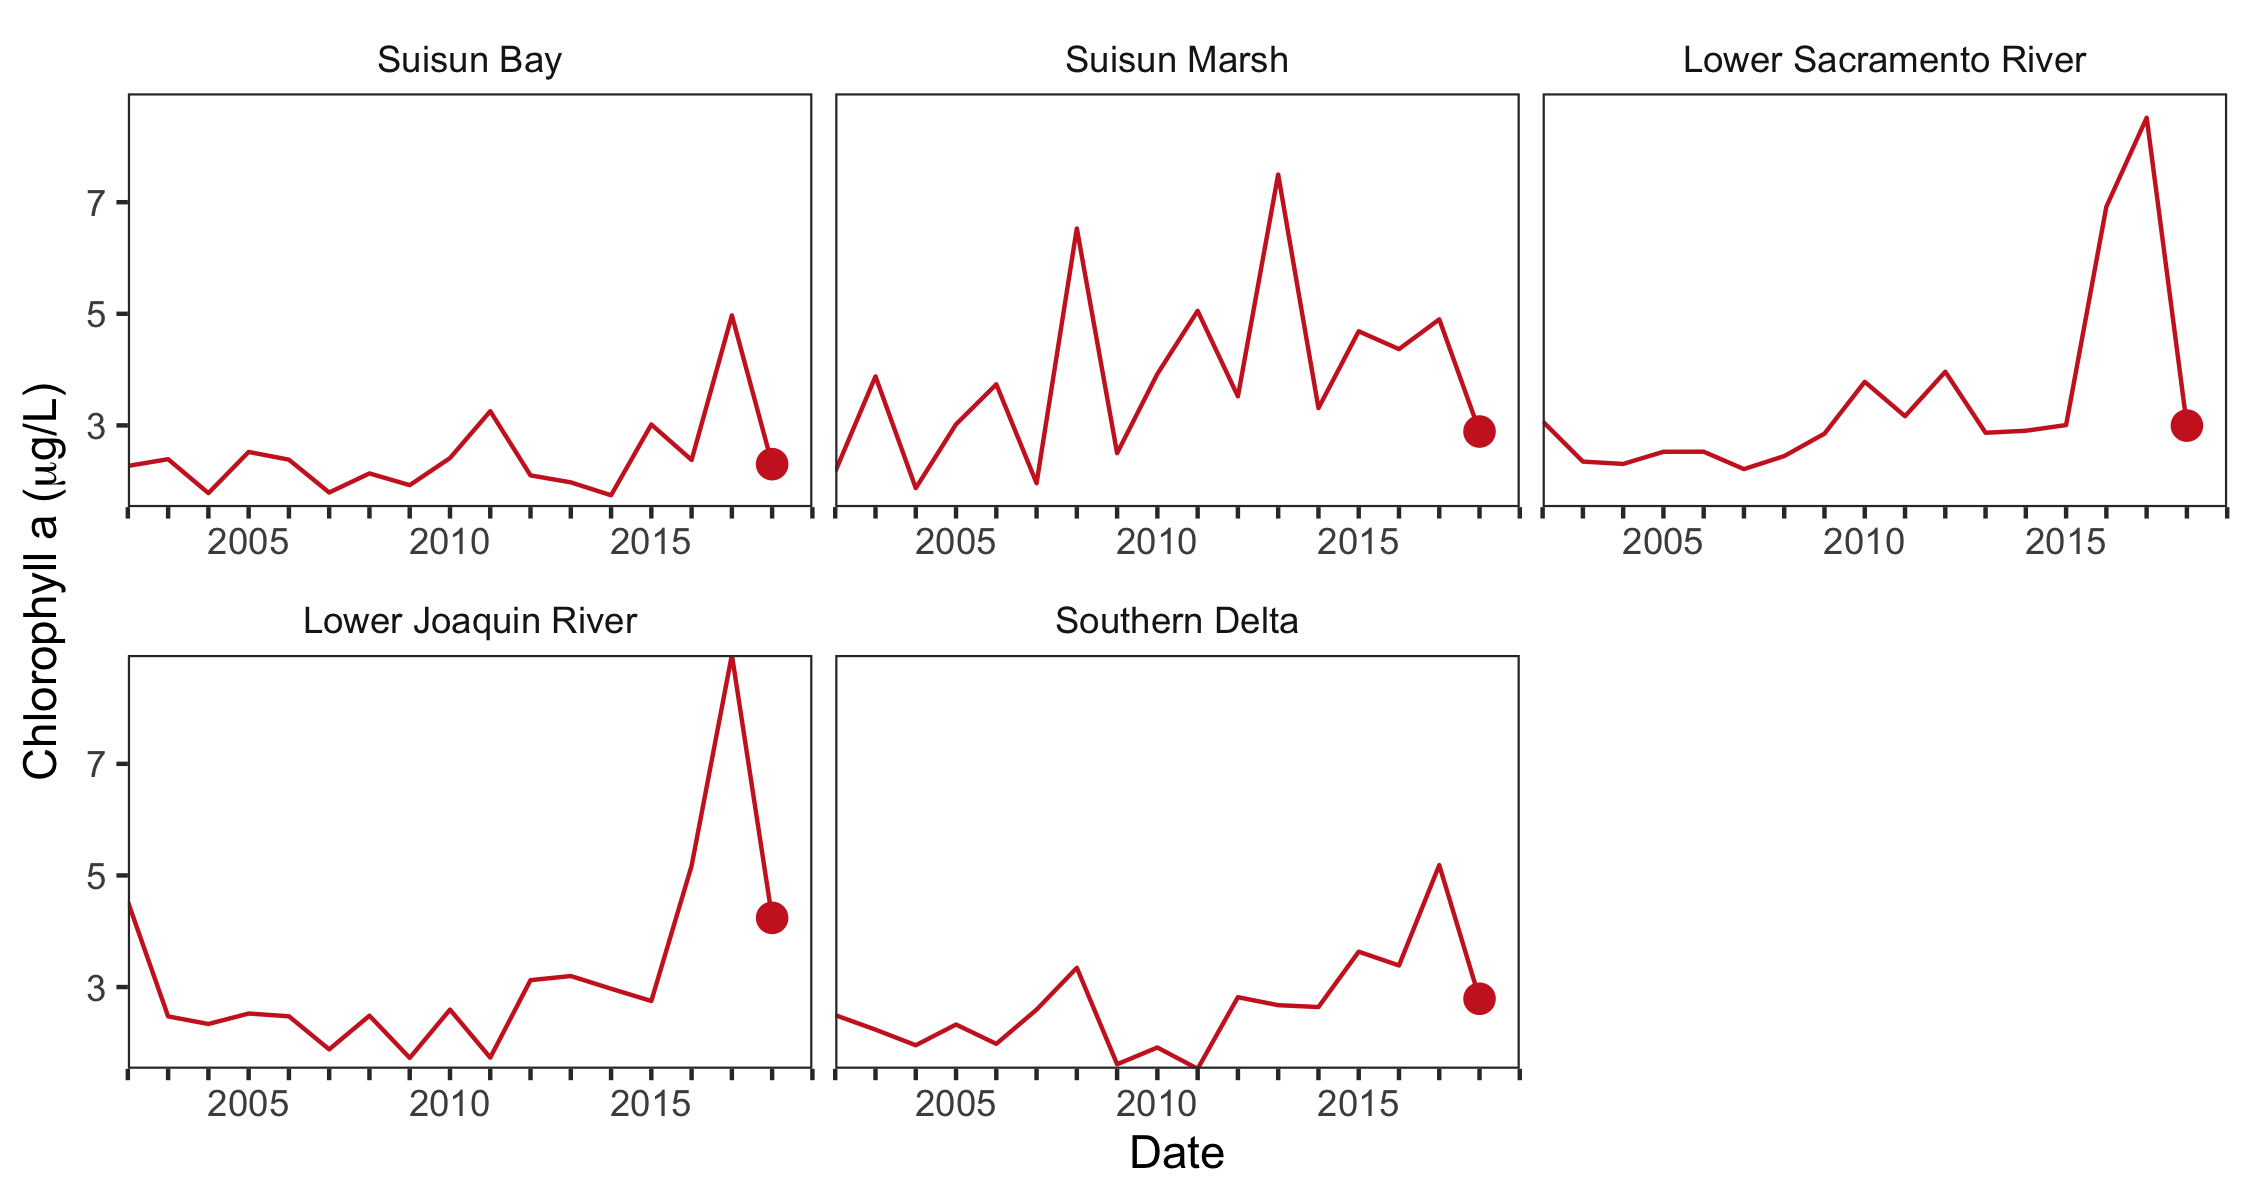 Suisun Bay
Suisun Marsh
Lower Sacramento River
7
5
3
2005 2010 2015
2005 2010 2015
2005 2010 2015
Chlorophyll a (μg/L)
Lower Joaquin River
Southern Delta
7
5
3
2005 2010 2015
2005 2010 2015
Date